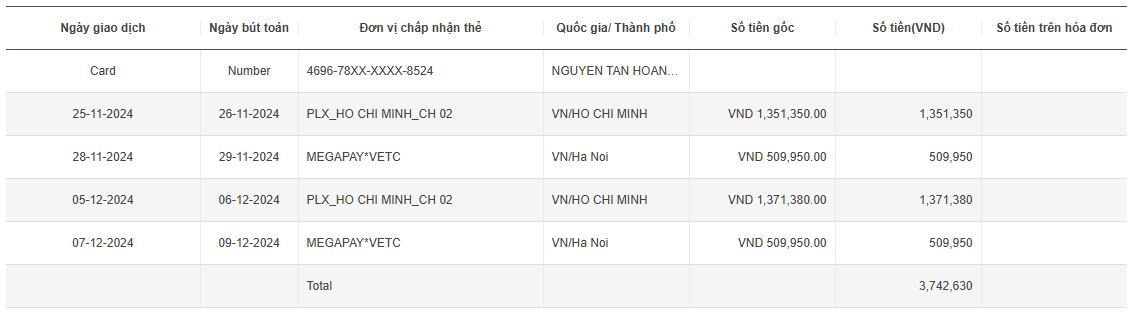 Ngày giao dịch Ngày bút toán Đơn vị chấp nhận thẻ Quốc gia/ Thành phố Số tiền gốc Số tiền(VND) Số tiền trên hóa đơn
Card Number 4696-78XX-XXXX-8524 NGUYEN TAN HOAN...
25-11-2024 26-11-2024 PLX_HO CHI MINH_CH 02 VN/HO CHI MINH VND 1,351,350.00 1,351,350
28-11-2024 29-11-2024 MEGAPAY*VETC VN/Ha Noi VND 509,950.00 509,950
05-12-2024 06-12-2024 PLX_HO CHI MINH_CH 02 VN/HO CHI MINH VND 1,371,380.00 1,371,380
07-12-2024 09-12-2024 MEGAPAY*VETC VN/Ha Noi VND 509,950.00 509,950
Total 3,742,630